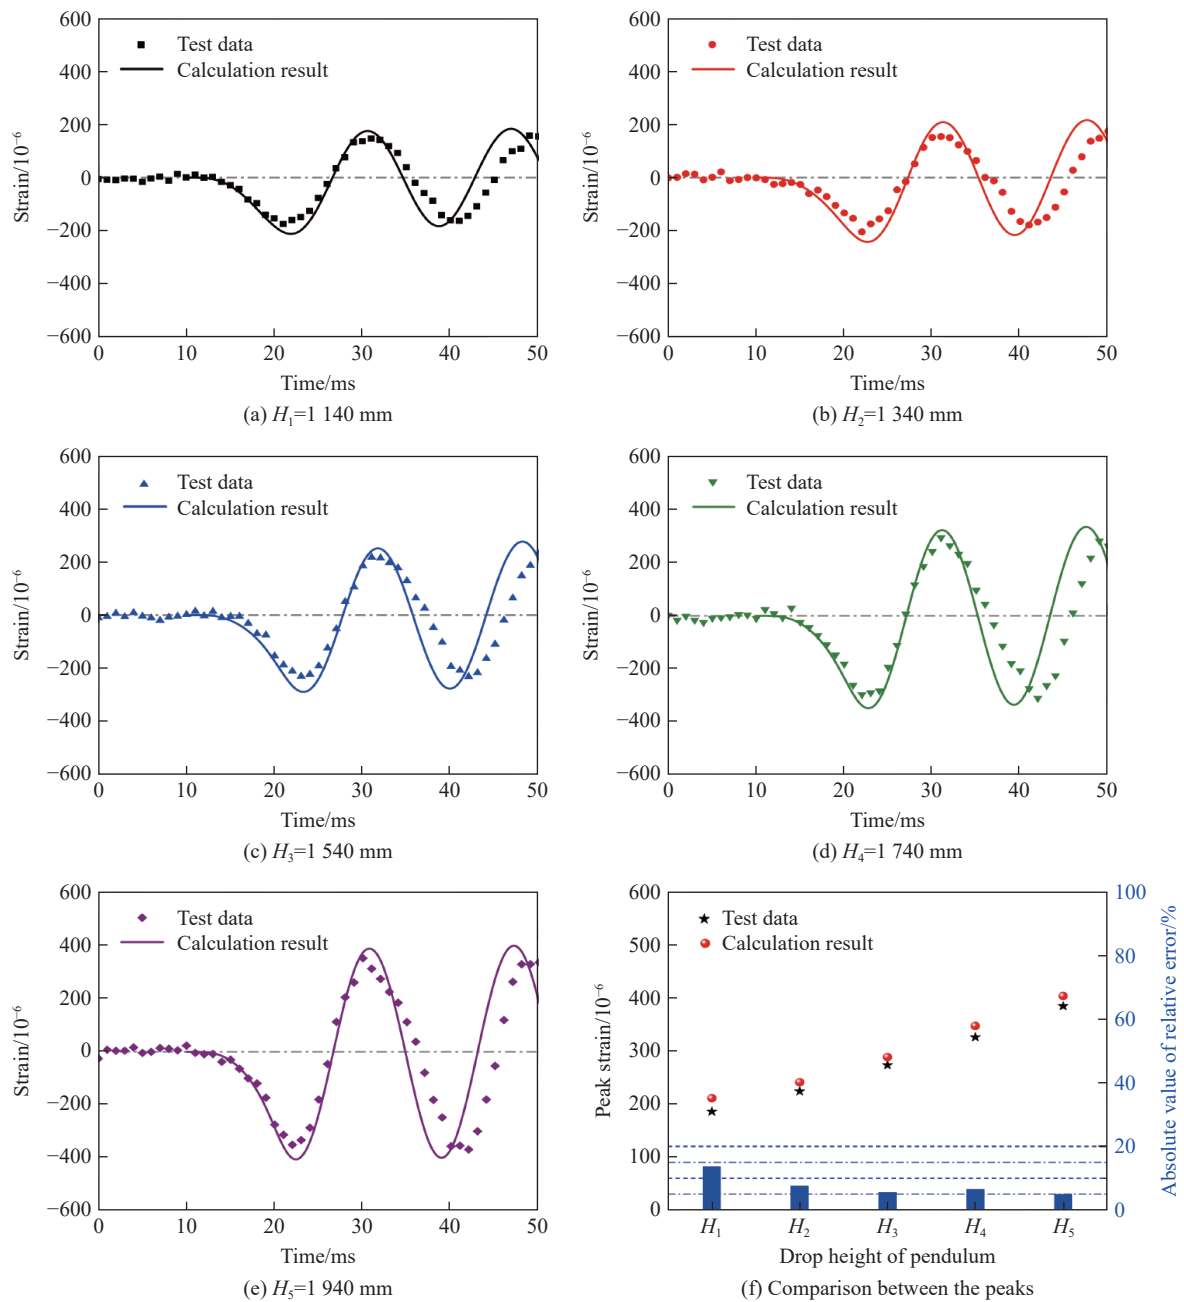 600
400
200
0
−200
−400
−600
Strain/10⁻⁶
Test data
Calculation result
0 10 20 30 40 50
Time/ms
(a) H₁=1 140 mm
600
400
200
0
−200
−400
−600
Strain/10⁻⁶
Test data
Calculation result
0 10 20 30 40 50
Time/ms
(b) H₂=1 340 mm
600
400
200
0
−200
−400
−600
Strain/10⁻⁶
Test data
Calculation result
0 10 20 30 40 50
Time/ms
(c) H₃=1 540 mm
600
400
200
0
−200
−400
−600
Strain/10⁻⁶
Test data
Calculation result
0 10 20 30 40 50
Time/ms
(d) H₄=1 740 mm
600
400
200
0
−200
−400
−600
Strain/10⁻⁶
Test data
Calculation result
0 10 20 30 40 50
Time/ms
(e) H₅=1 940 mm
600
500
400
300
200
100
0
Peak strain/10⁻⁶
Test data
Calculation result
100
80
60
40
20
0
Absolute value of relative error/%
H₁ H₂ H₃ H₄ H₅
Drop height of pendulum
(f) Comparison between the peaks